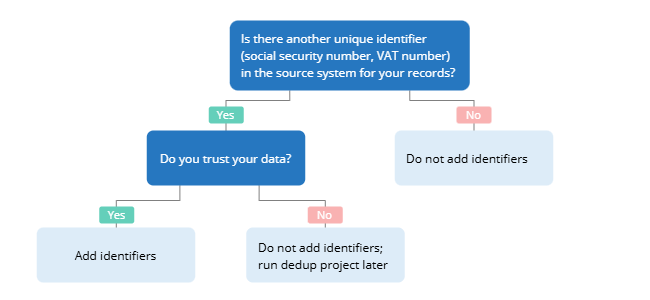 Is there another unique identifier
(social security number, VAT number)
in the source system for your records?
Yes
No
Do you trust your data?
Do not add identifiers
Yes
No
Add identifiers
Do not add identifiers;
run dedup project later